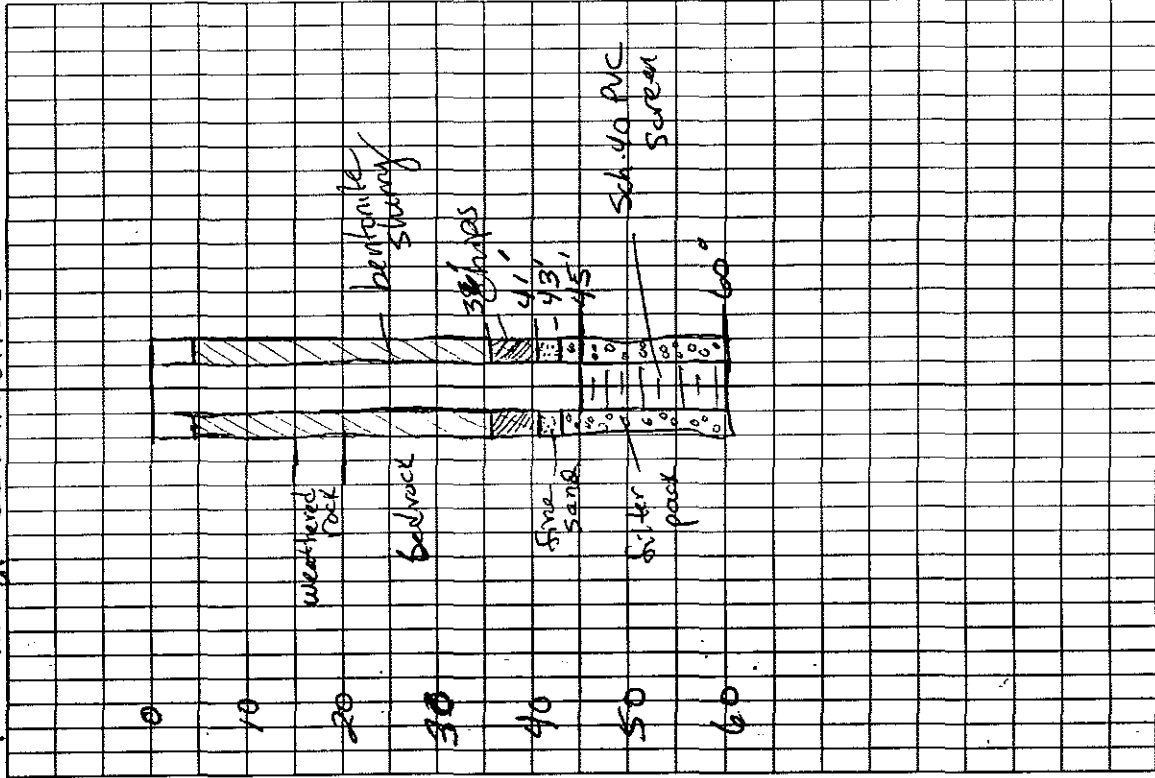 0
10
20
30
40
50
60
weathered
rock
bedrock
fine
sand
filter
pack
bentonite
slurry
chips
41'
43'
45'
Sch. 40 PVC
Screen
60'